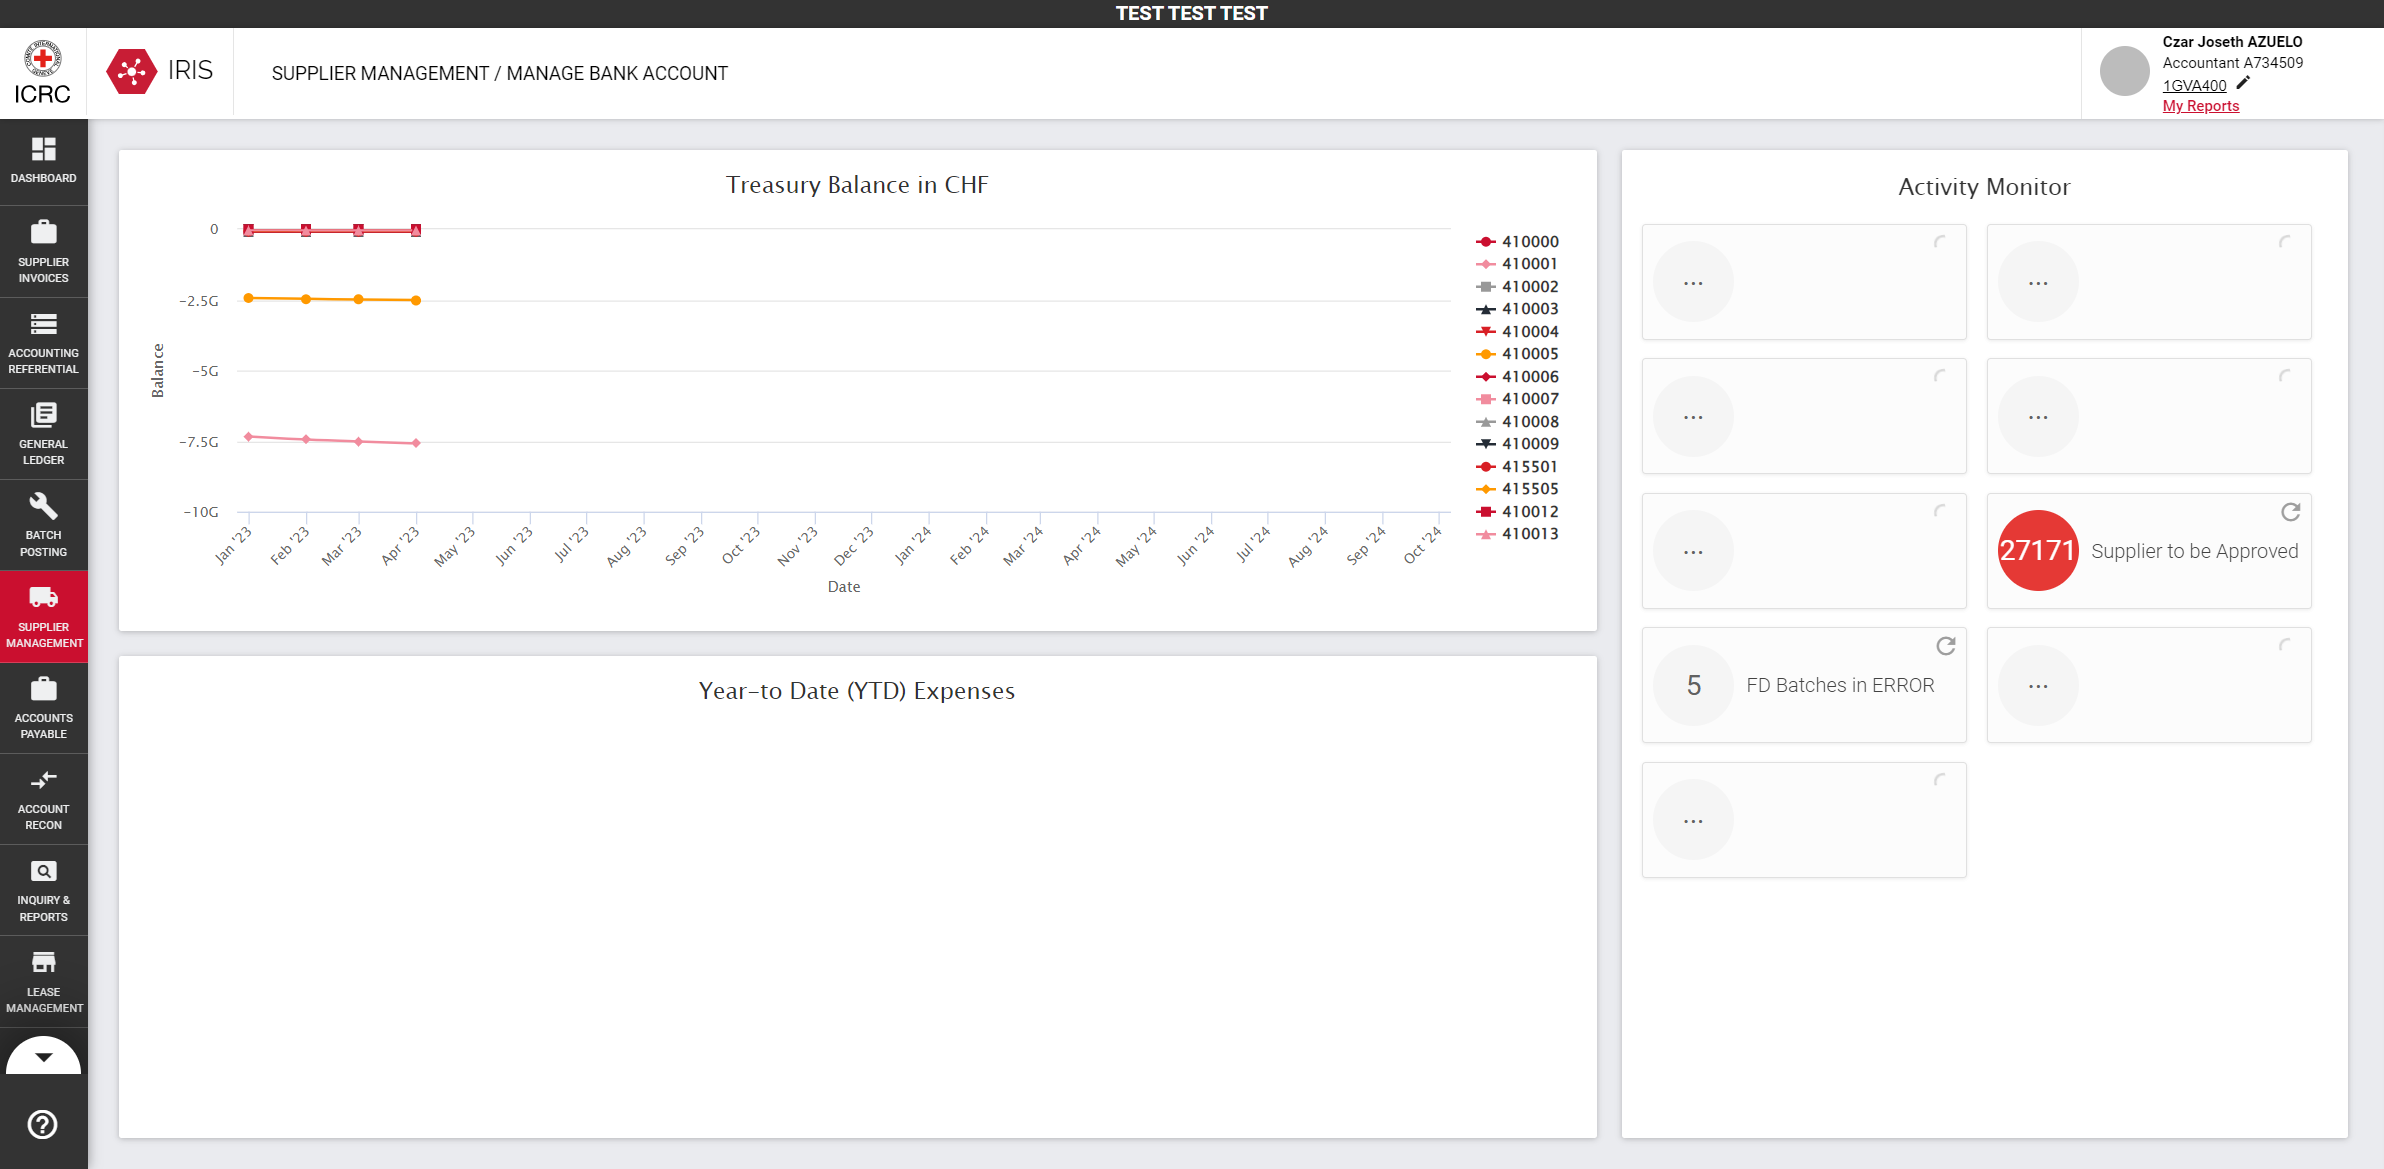 TEST TEST TEST
ICRC
IRIS
SUPPLIER MANAGEMENT / MANAGE BANK ACCOUNT
Czar Joseth AZUELO
Accountant A734509
1GVA400
My Reports
DASHBOARD
SUPPLIER
INVOICES
ACCOUNTING
REFERENTIAL
GENERAL
LEDGER
BATCH
POSTING
SUPPLIER
MANAGEMENT
ACCOUNTS
PAYABLE
ACCOUNT
RECON
INQUIRY &
REPORTS
LEASE
MANAGEMENT
Treasury Balance in CHF
Balance
0
-2.5G
-5G
-7.5G
-10G
Jan '23
Feb '23
Mar '23
Apr '23
May '23
Jun '23
Jul '23
Aug '23
Sep '23
Oct '23
Nov '23
Dec '23
Jan '24
Feb '24
Mar '24
Apr '24
May '24
Jun '24
Jul '24
Aug '24
Sep '24
Oct '24
Date
410000
410001
410002
410003
410004
410005
410006
410007
410008
410009
415501
415505
410012
410013
Year-to Date (YTD) Expenses
Activity Monitor
...
...
...
...
...
27171 Supplier to be Approved
5 FD Batches in ERROR
...
...